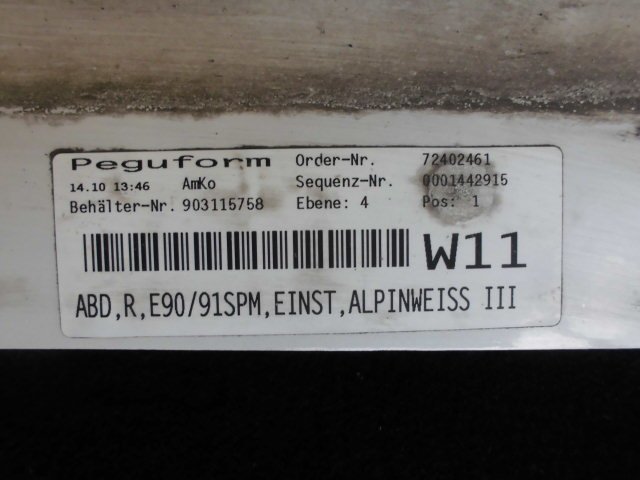 Peguform Order-Nr. 72402461
14.10 13:46 AmKo Sequenz-Nr. 0001442915
Behälter-Nr. 903115758 Ebene: 4 Pos: 1
W11
ABD,R,E90/91SPM,EINST,ALPINWEISS III